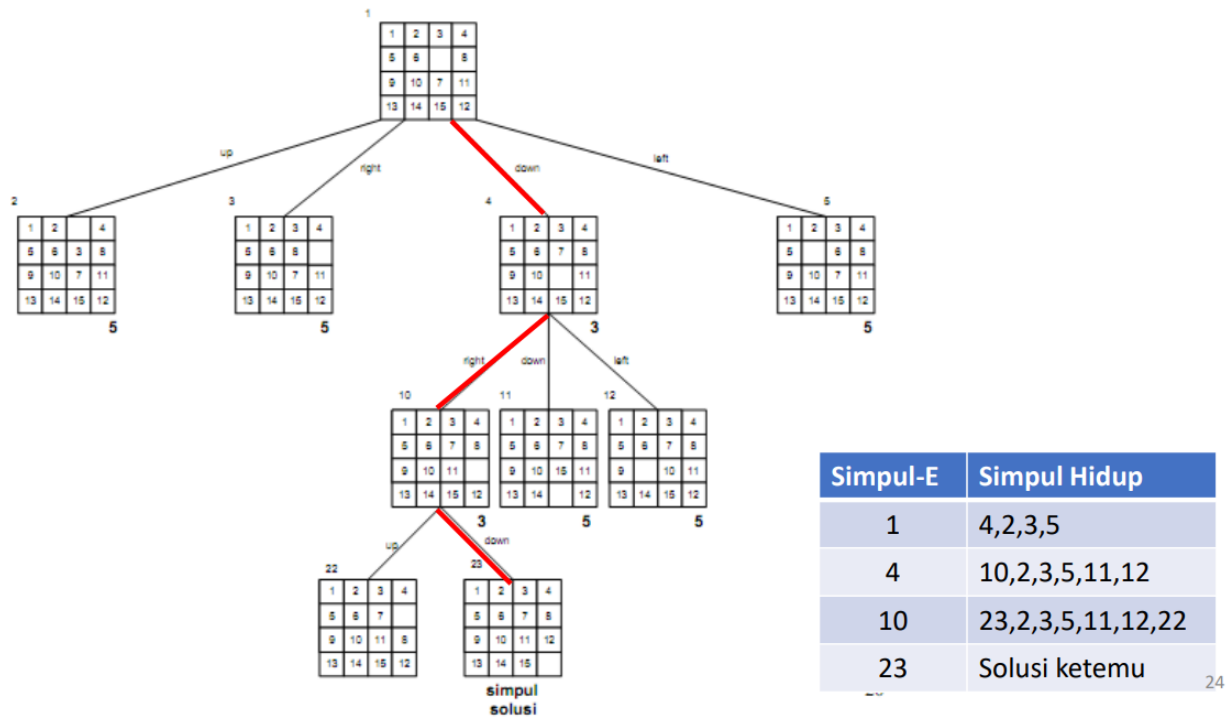 1
1 2 3 4
5 6 8
9 10 7 11
13 14 15 12
up
right
down
left
2
1 2 4
5 6 3 8
9 10 7 11
13 14 15 12
5
3
1 2 3 4
5 6 8
9 10 7 11
13 14 15 12
5
4
1 2 3 4
5 6 7 8
9 10 11
13 14 15 12
3
5
1 2 3 4
5 6 8
9 10 7 11
13 14 15 12
5
right
down
left
10
1 2 3 4
5 6 7 8
9 10 11
13 14 15 12
3
11
1 2 3 4
5 6 7 8
9 10 15 11
13 14 12
5
12
1 2 3 4
5 6 7 8
9 10 11
13 14 15 12
5
up
down
22
1 2 3 4
5 6 7
9 10 11 8
13 14 15 12
23
1 2 3 4
5 6 7 8
9 10 11 12
13 14 15
simpul
solusi
Simpul-E Simpul Hidup
1 4,2,3,5
4 10,2,3,5,11,12
10 23,2,3,5,11,12,22
23 Solusi ketemu
24